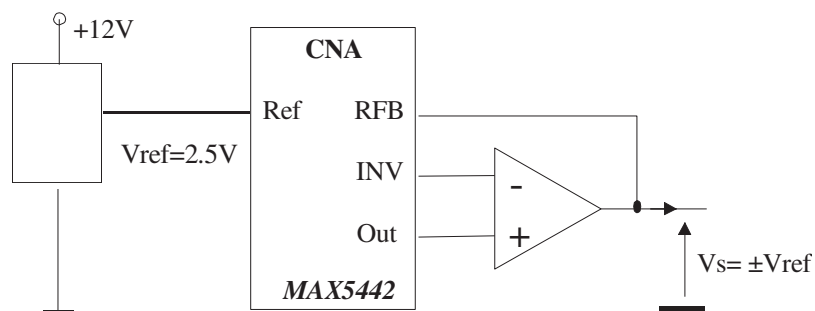 +12V
CNA
Ref
RFB
Vref=2.5V
INV
-
Out
+
Vs= ±Vref
MAX5442